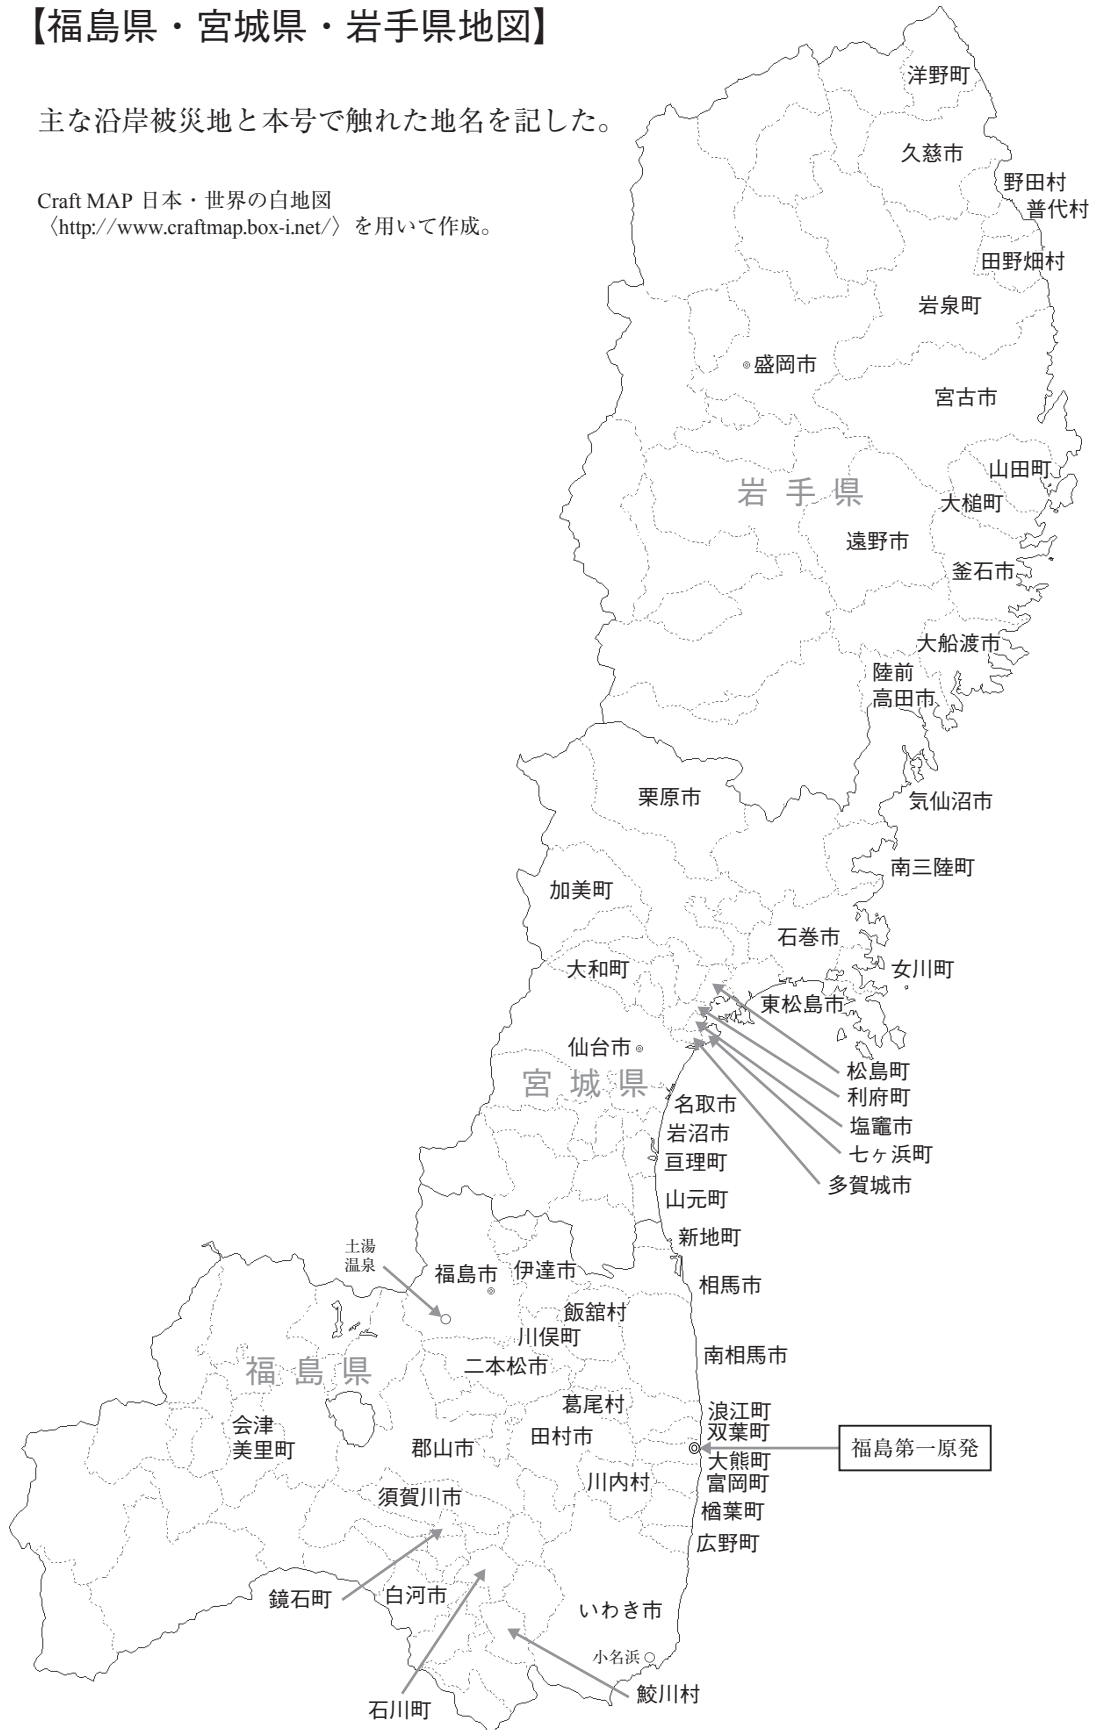 【福島県・宮城県・岩手県地図】
主な沿岸被災地と本号で触れた地名を記した。
Craft MAP 日本・世界の白地図
〈http://www.craftmap.box-i.net/〉を用いて作成。
洋野町
久慈市
野田村
普代村
田野畑村
岩泉町
盛岡市
宮古市
山田町
岩手県
大槌町
遠野市
釜石市
大船渡市
陸前
高田市
栗原市
気仙沼市
南三陸町
加美町
石巻市
大和町
女川町
東松島市
仙台市
宮城県
松島町
利府町
塩竈市
七ヶ浜町
多賀城市
名取市
岩沼市
亘理町
山元町
新地町
土湯
温泉
福島市
伊達市
相馬市
飯舘村
川俣町
南相馬市
二本松市
福島県
葛尾村
浪江町
双葉町
会津
美里町
田村市
郡山市
福島第一原発
大熊町
富岡町
川内村
須賀川市
楢葉町
広野町
鏡石町
白河市
いわき市
小名浜
石川町
鮫川村